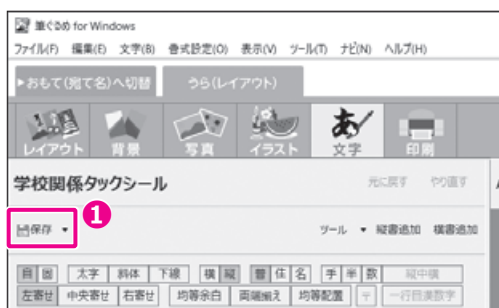 筆ぐるめ for Windows
ファイル(F) 編集(E) 文字(B) 書式設定(O) 表示(V) ツール(T) ナビ(N) ヘルプ(H)
▸おもて(宛て名)へ切替 うら(レイアウト)
あ
レイアウト 背景 写真 イラスト 文字 印刷
学校関係タックシール 元に戻す やり直す
保存 ▾ 1 ツール ▾ 縦書追加 横書追加
自 固 太字 斜体 下線 横 縦 普 住 名 手 半 数 縦中横
左寄せ 中央寄せ 右寄せ 均等余白 両端揃え 均等配置 〒 一行目漢数字